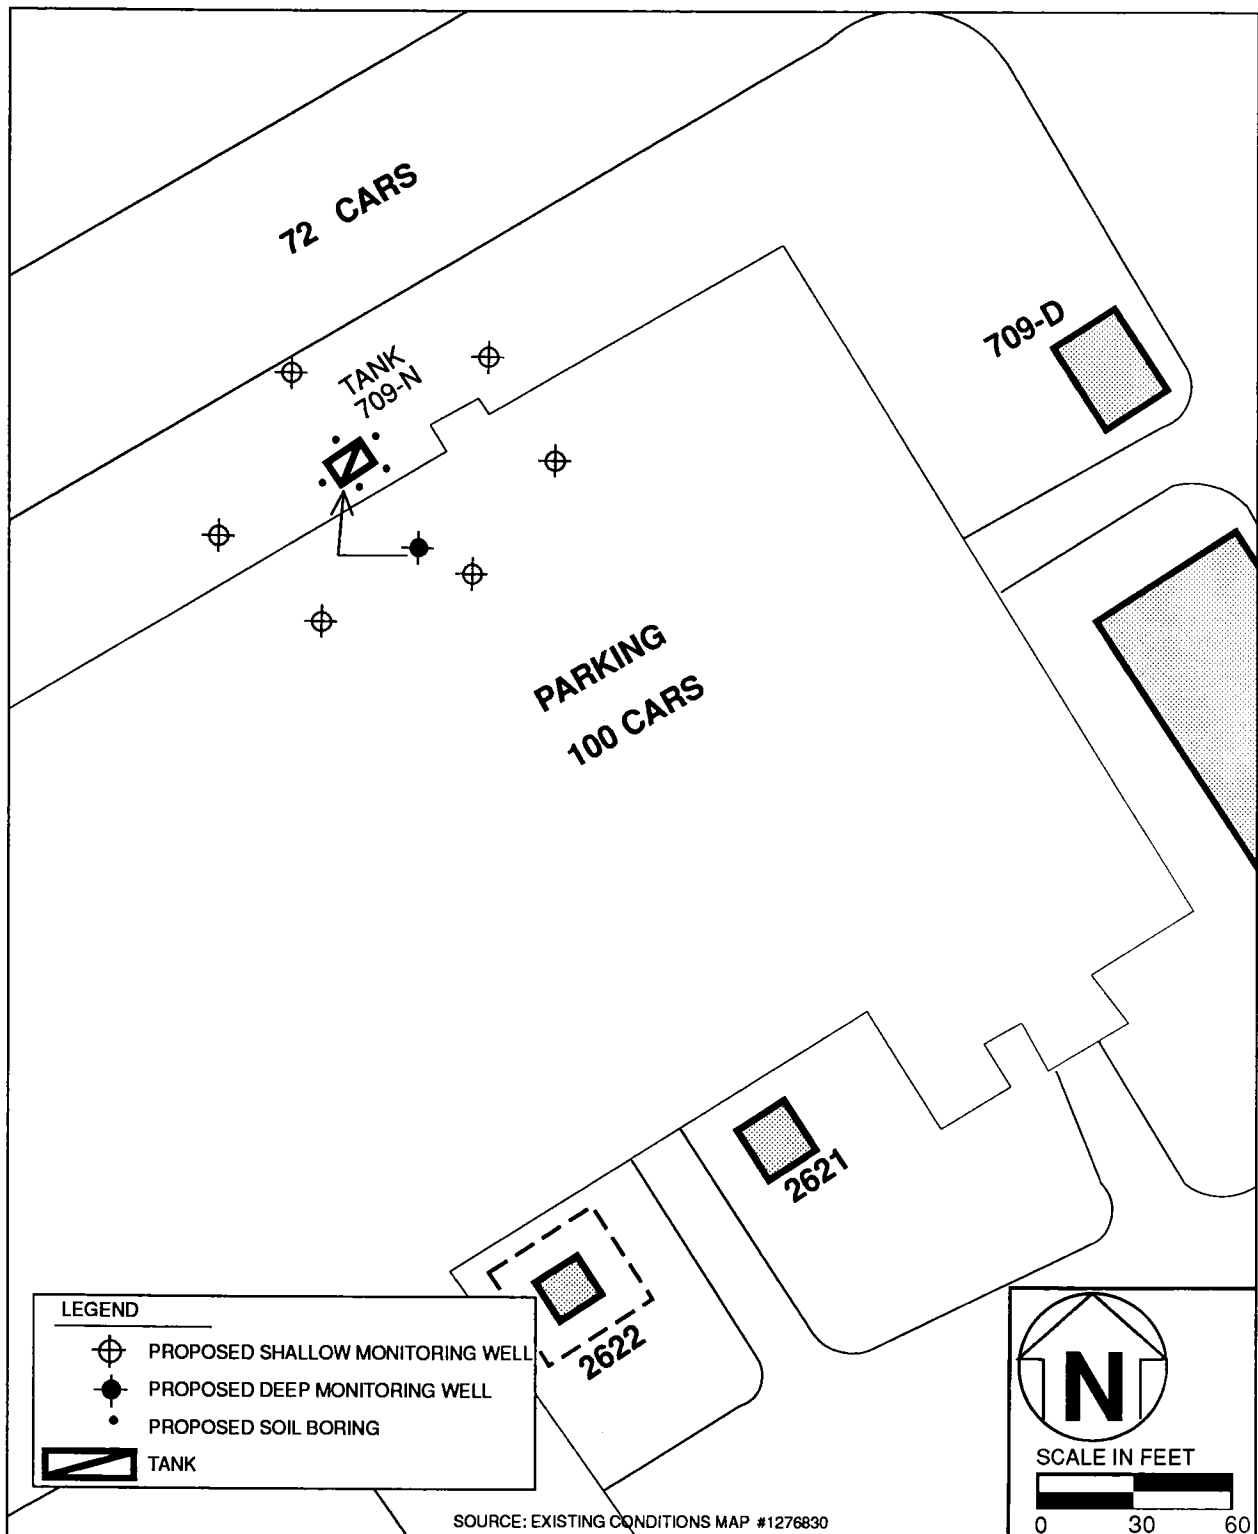 72 CARS
TANK
709-N
709-D
PARKING
100 CARS
2621
2622
LEGEND
PROPOSED SHALLOW MONITORING WELL
PROPOSED DEEP MONITORING WELL
PROPOSED SOIL BORING
TANK
N
SCALE IN FEET
0 30 60
SOURCE: EXISTING CONDITIONS MAP #1276830